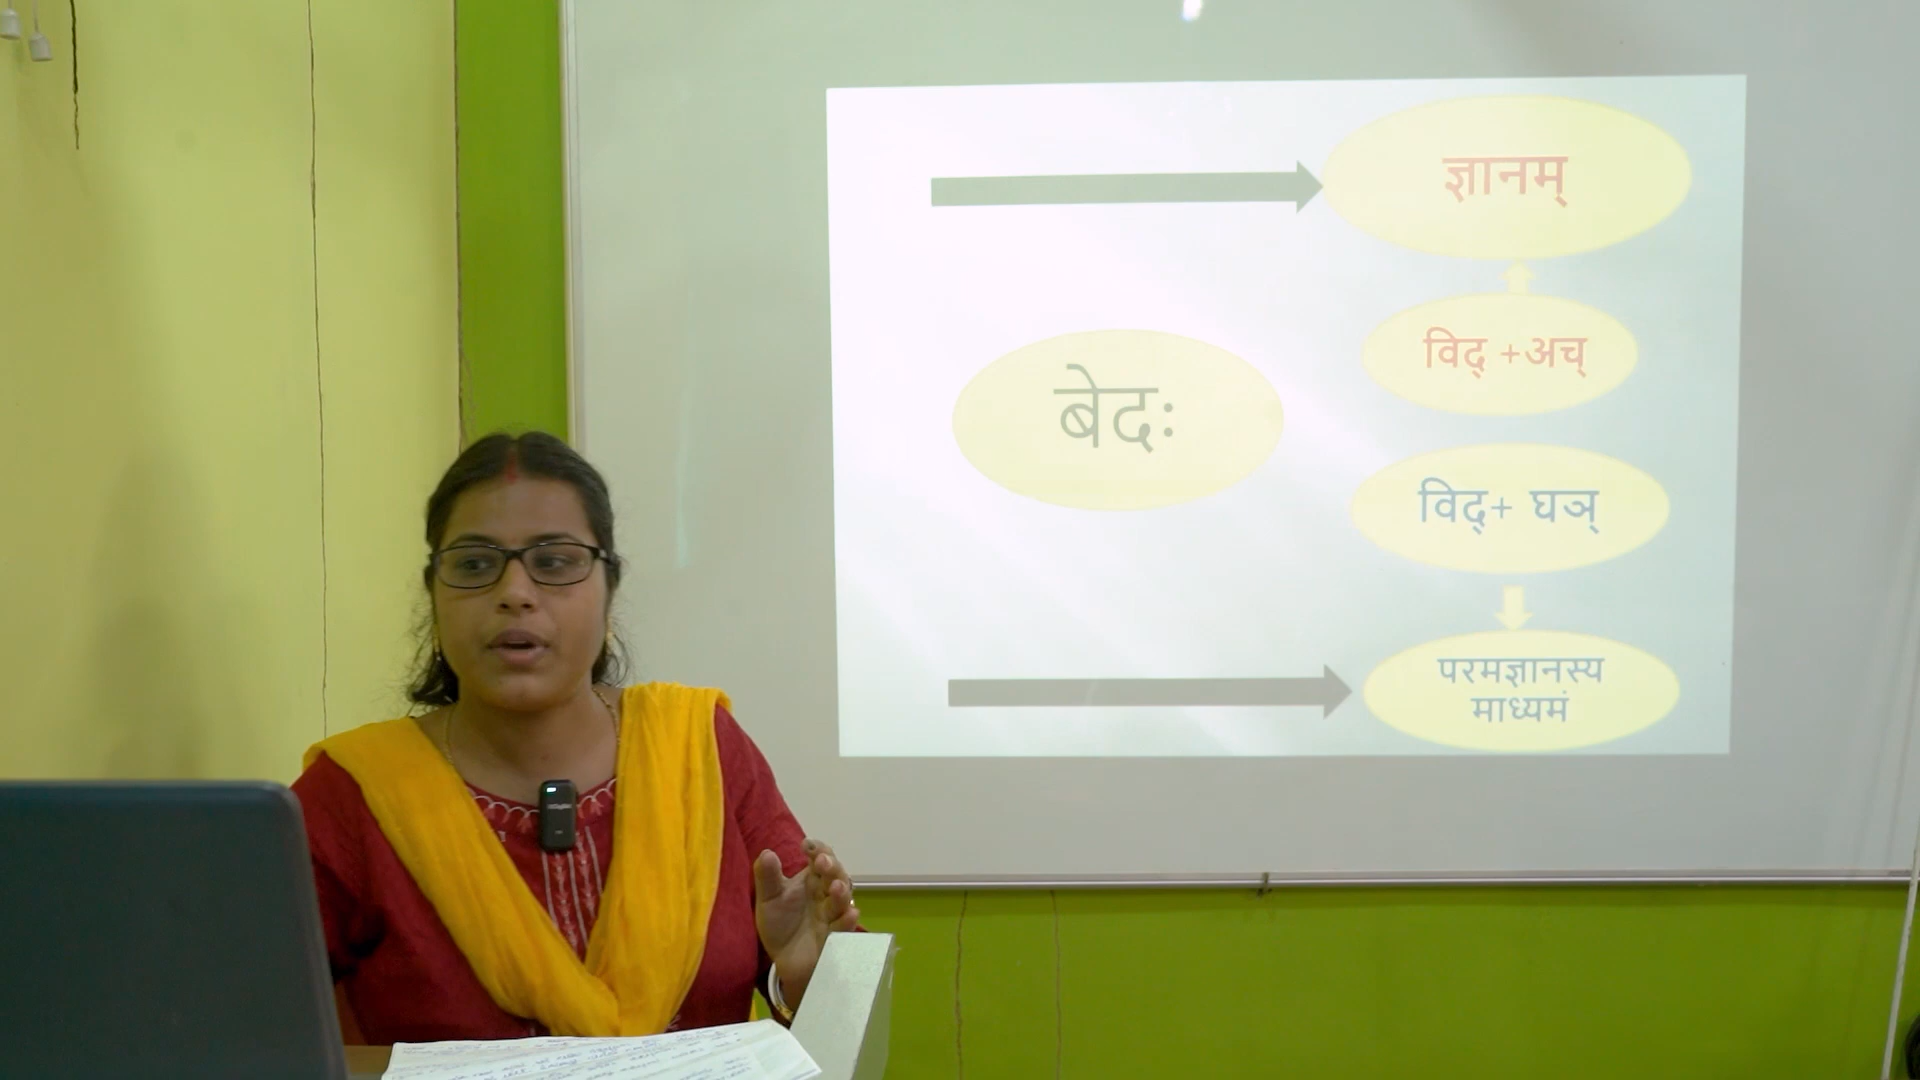 ज्ञानम्
विद् +अच्
बेदः
विद्+ घञ्
परमज्ञानस्य
माध्यमं